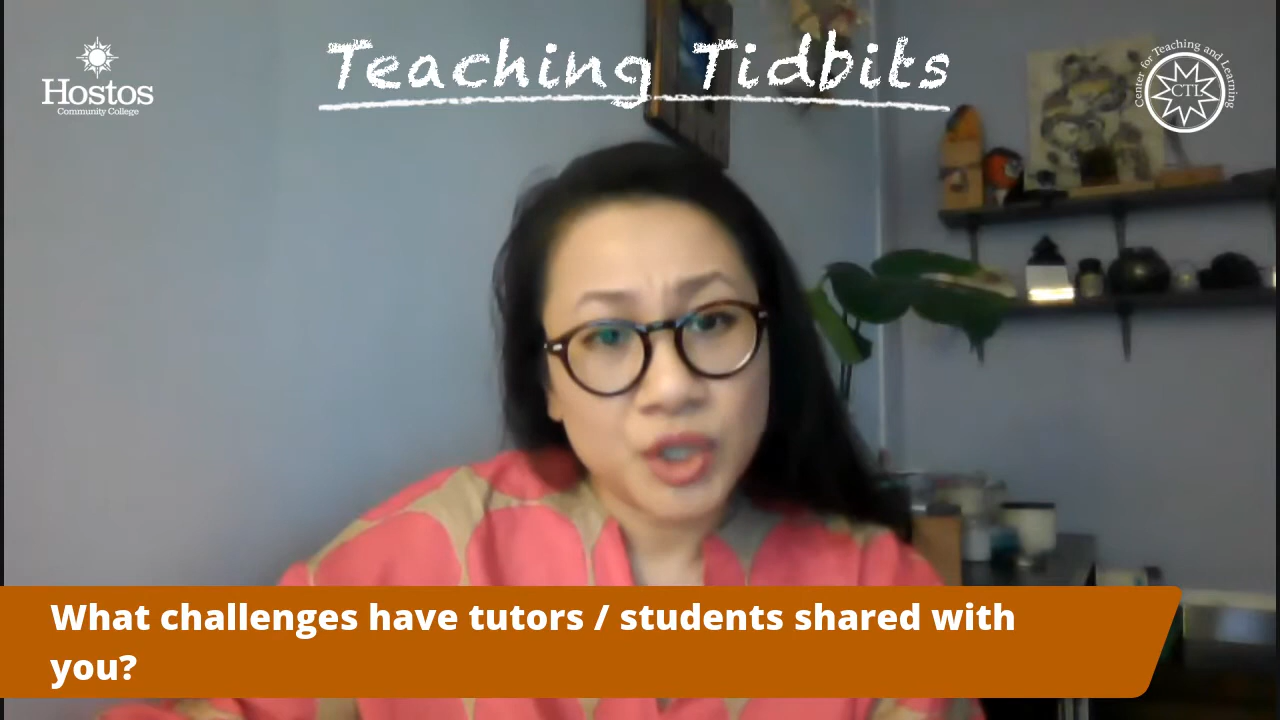 Teaching Tidbits
Hostos
Community College
Center for Teaching and Learning
CTL
What challenges have tutors / students shared with
you?